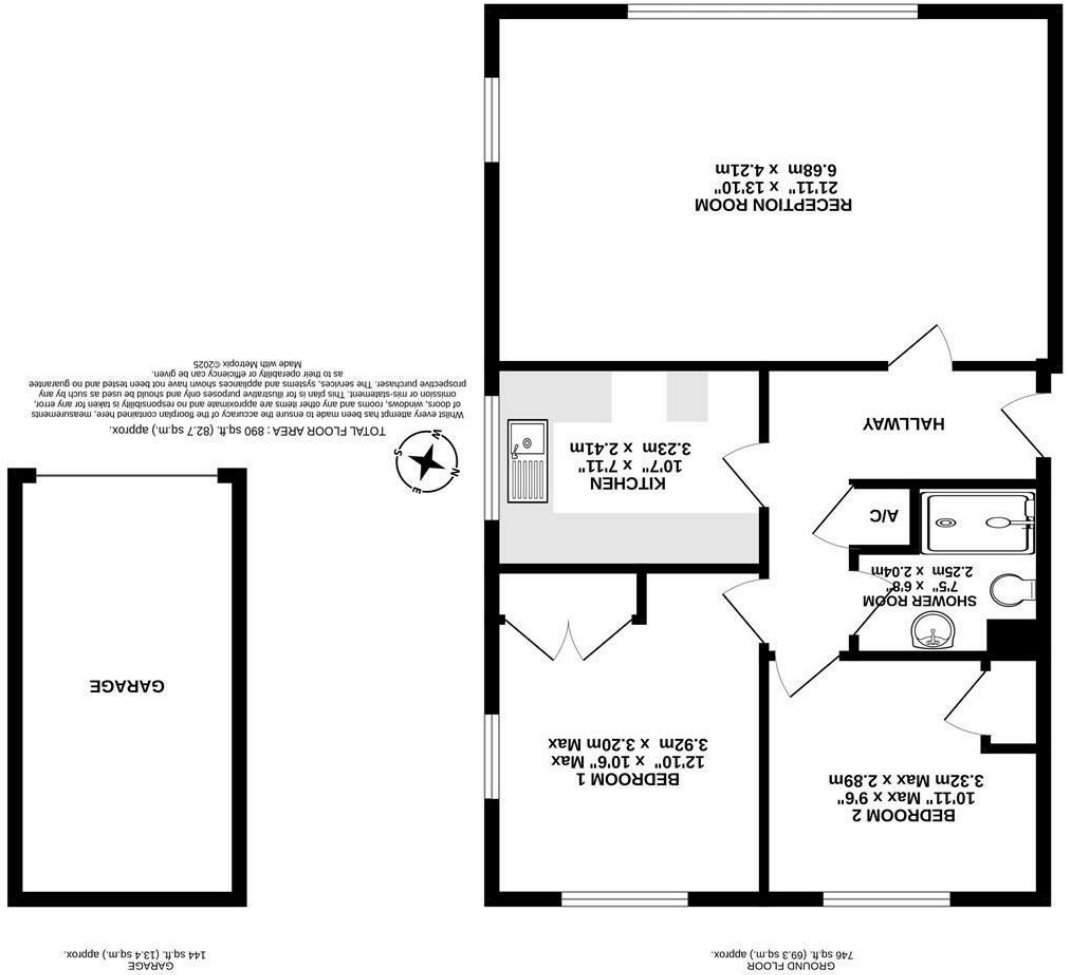 GROUND FLOOR
746 sq.ft. (69.3 sq.m.) approx.
GARAGE
144 sq.ft. (13.4 sq.m.) approx.
BEDROOM 2
10'11" Max x 9'6"
3.32m Max x 2.89m
BEDROOM 1
12'10" x 10'6" Max
3.92m x 3.20m Max
GARAGE
SHOWER ROOM
7'5" x 6'8"
2.25m x 2.04m
A/C
KITCHEN
10'7" x 7'11"
3.23m x 2.41m
HALLWAY
RECEPTION ROOM
21'11" x 13'10"
6.68m x 4.21m
N
E
S
W
TOTAL FLOOR AREA : 890 sq.ft. (82.7 sq.m.) approx.
Whilst every attempt has been made to ensure the accuracy of the floorplan contained here, measurements
of doors, windows, rooms and any other items are approximate and no responsibility is taken for any error,
omission or mis-statement. This plan is for illustrative purposes only and should be used as such by any
prospective purchaser. The services, systems and appliances shown have not been tested and no guarantee
as to their operability or efficiency can be given.
Made with Metropix ©2025